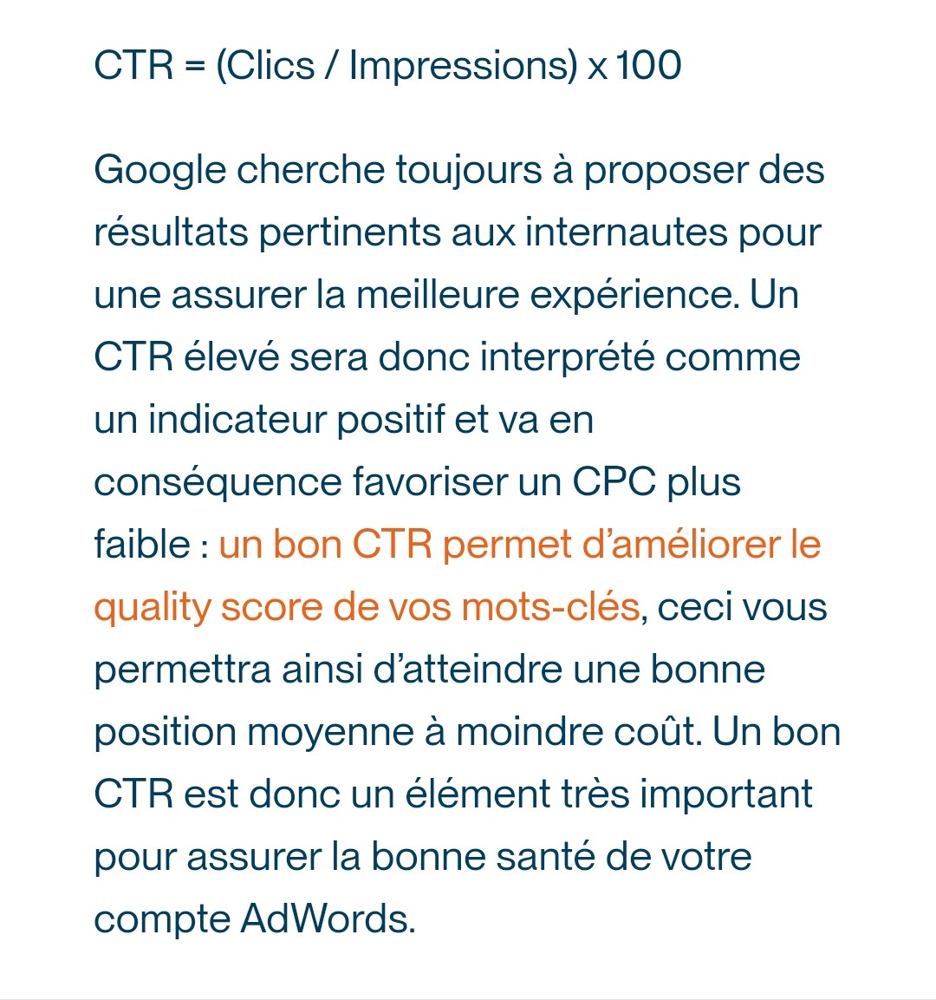 CTR = (Clics / Impressions) x 100
Google cherche toujours à proposer des
résultats pertinents aux internautes pour
une assurer la meilleure expérience. Un
CTR élevé sera donc interprété comme
un indicateur positif et va en
conséquence favoriser un CPC plus
faible : un bon CTR permet d’améliorer le
quality score de vos mots-clés, ceci vous
permettra ainsi d’atteindre une bonne
position moyenne à moindre coût. Un bon
CTR est donc un élément très important
pour assurer la bonne santé de votre
compte AdWords.